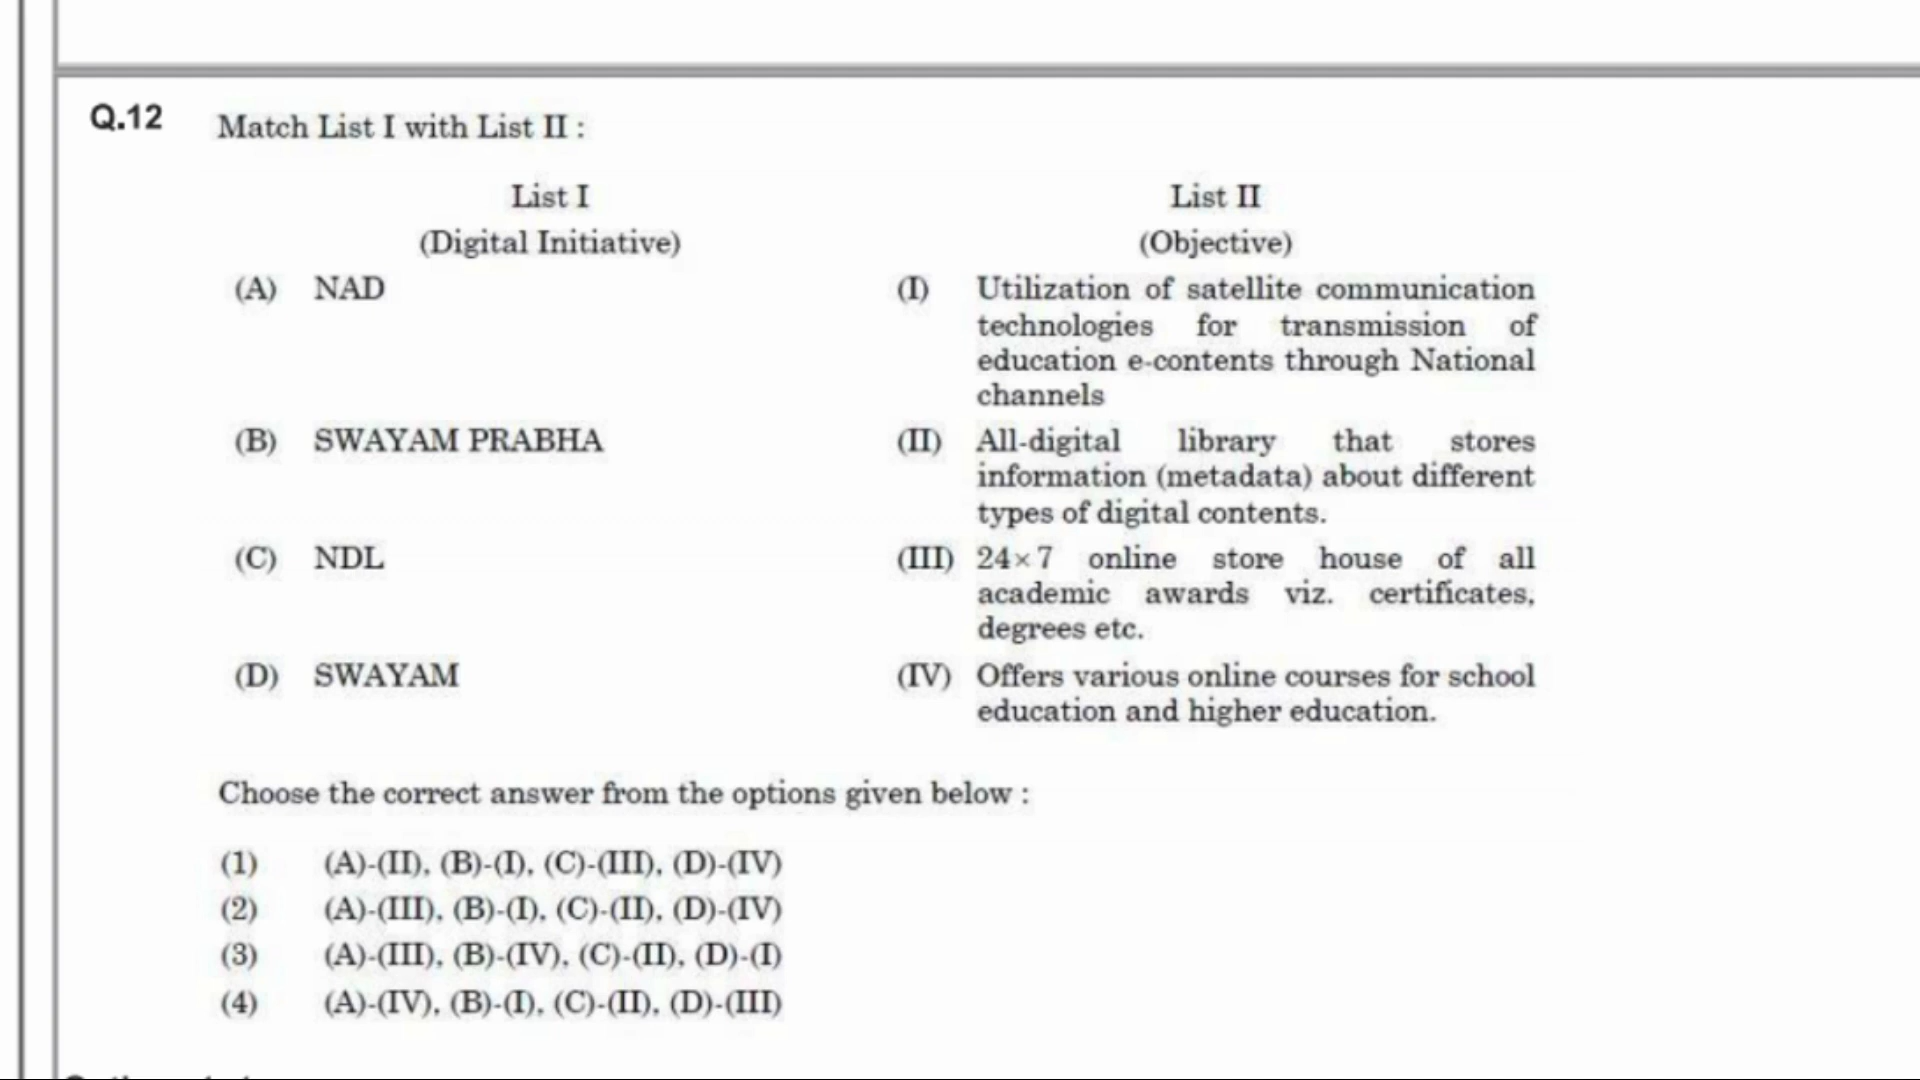 Q.12 Match List I with List II :
List I List II
(Digital Initiative) (Objective)
(A) NAD (I) Utilization of satellite communication
technologies for transmission of
education e-contents through National
channels
(B) SWAYAM PRABHA (II) All-digital library that stores
information (metadata) about different
types of digital contents.
(C) NDL (III) 24×7 online store house of all
academic awards viz. certificates,
degrees etc.
(D) SWAYAM (IV) Offers various online courses for school
education and higher education.
Choose the correct answer from the options given below :
(1) (A)-(II), (B)-(I), (C)-(III), (D)-(IV)
(2) (A)-(III), (B)-(I), (C)-(II), (D)-(IV)
(3) (A)-(III), (B)-(IV), (C)-(II), (D)-(I)
(4) (A)-(IV), (B)-(I), (C)-(II), (D)-(III)